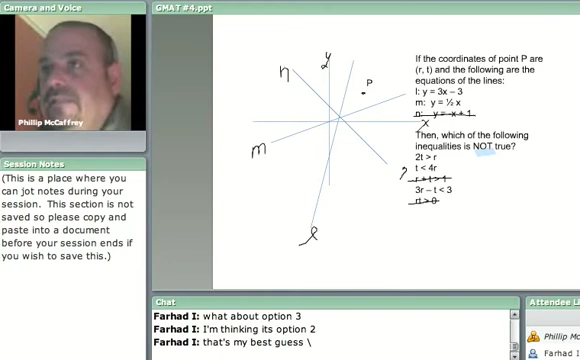 Camera and Voice
GMAT #4.ppt
Phillip McCaffrey
Session Notes
(This is a place where you
can jot notes during your
session. This section is not
saved so please copy and
paste into a document
before your session ends if
you wish to save this.)
y
n
P
x
m
l
If the coordinates of point P are
(r, t) and the following are the
equations of the lines:
l: y = 3x – 3
m: y = ½ x
n: y = -x + 1
Then, which of the following
inequalities is NOT true?
2t > r
t < 4r
r + t > 1
3r – t < 3
rt > 0
?
Chat
Farhad I: what about option 3
Farhad I: I'm thinking its option 2
Farhad I: that's my best guess \
Attendee Li
Phillip Mc
Farhad I